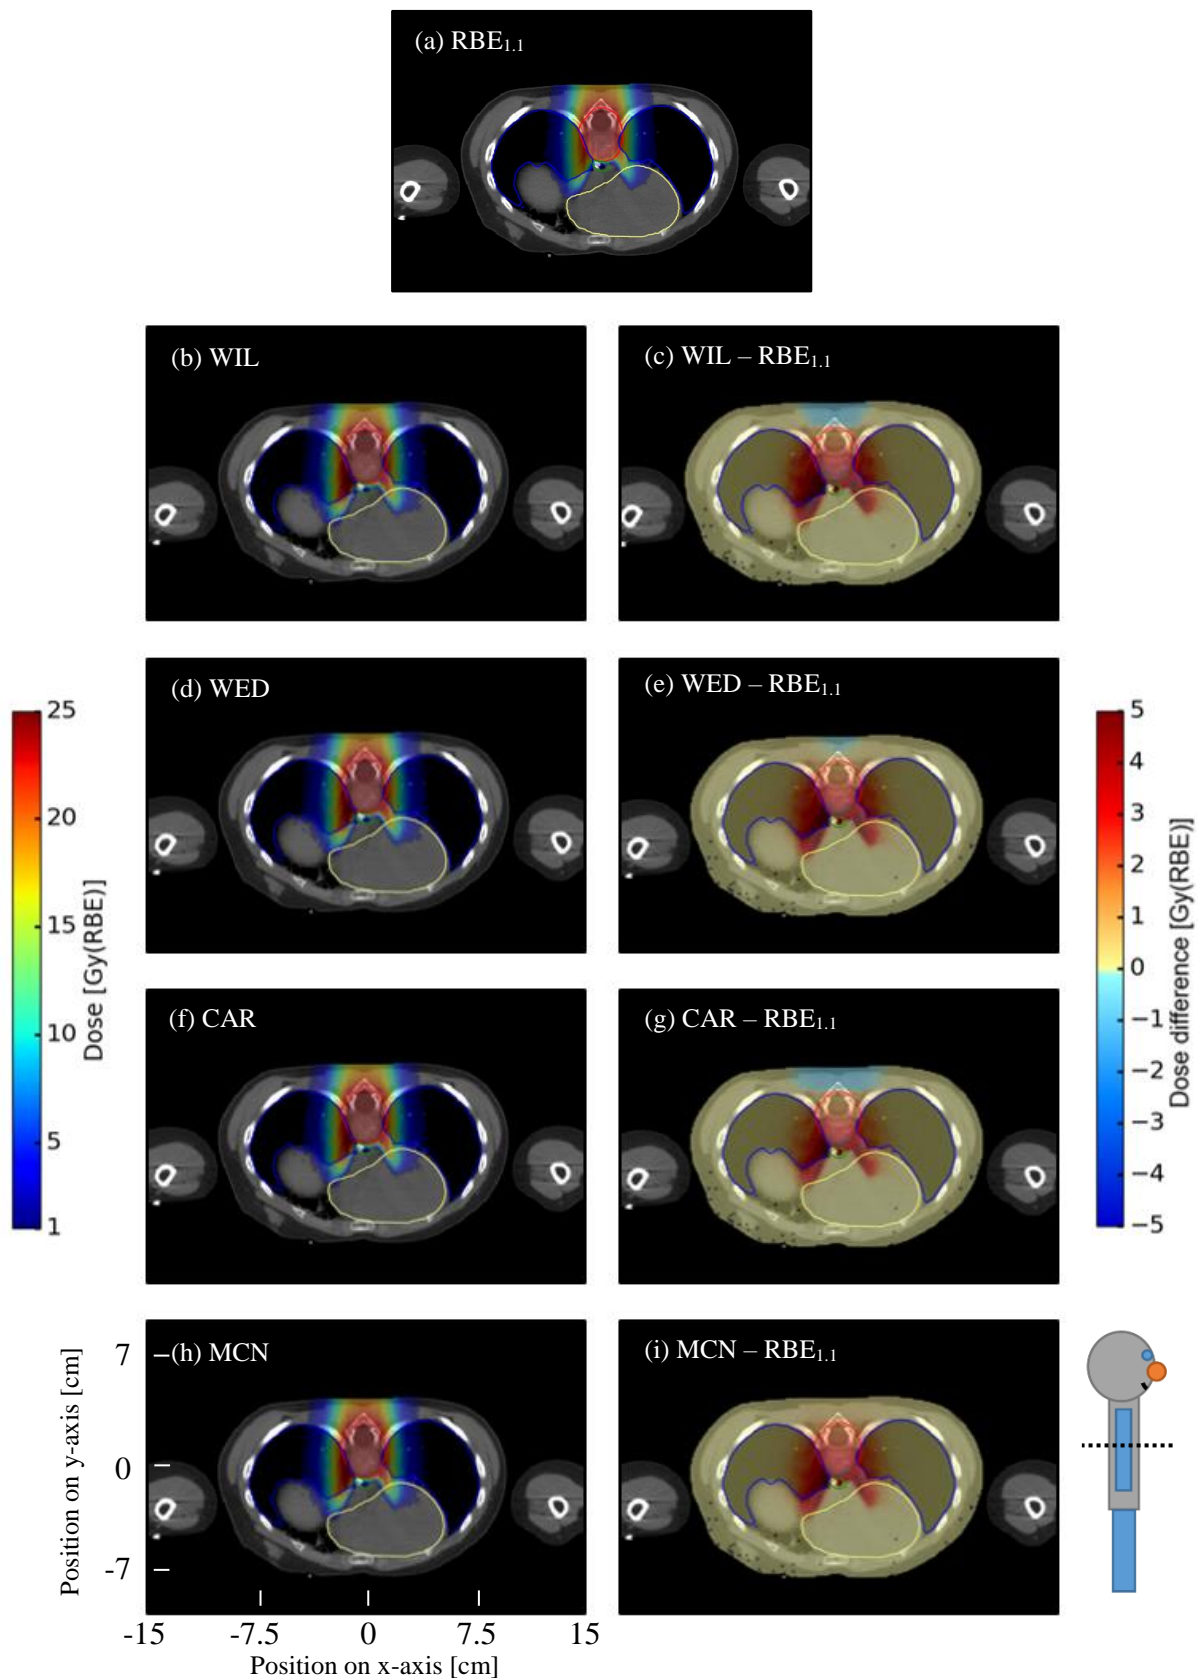 (a) RBE1.1
(b) WIL
(c) WIL – RBE1.1
(d) WED
(e) WED – RBE1.1
25
20
15
10
5
1
Dose [Gy(RBE)]
(f) CAR
(g) CAR – RBE1.1
5
4
3
2
1
0
−1
−2
−3
−4
−5
Dose difference [Gy(RBE)]
(h) MCN
(i) MCN – RBE1.1
7
0
-7
Position on y-axis [cm]
-15 -7.5 0 7.5 15
Position on x-axis [cm]